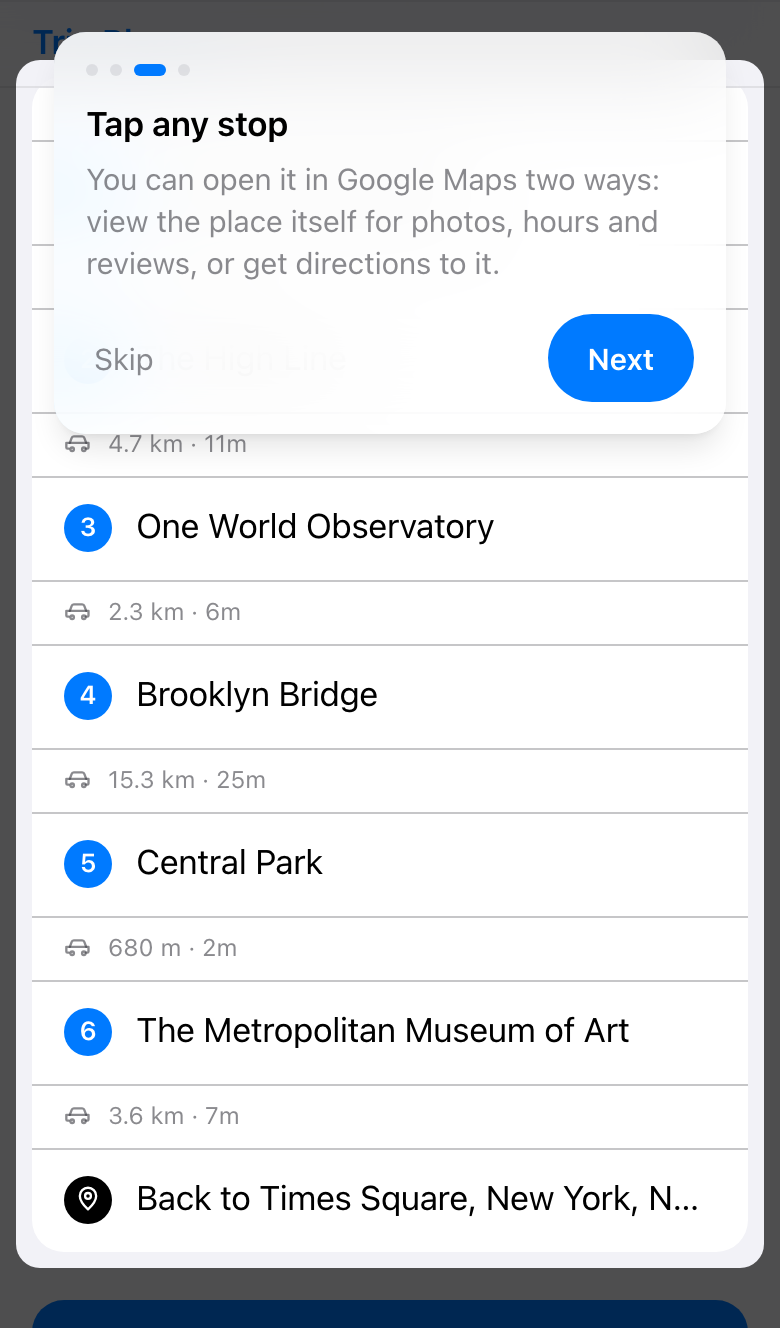 Tap any stop
You can open it in Google Maps two ways:
view the place itself for photos, hours and
reviews, or get directions to it.
Skip
The High Line
Next
4.7 km · 11m
3 One World Observatory
2.3 km · 6m
4 Brooklyn Bridge
15.3 km · 25m
5 Central Park
680 m · 2m
6 The Metropolitan Museum of Art
3.6 km · 7m
Back to Times Square, New York, N...